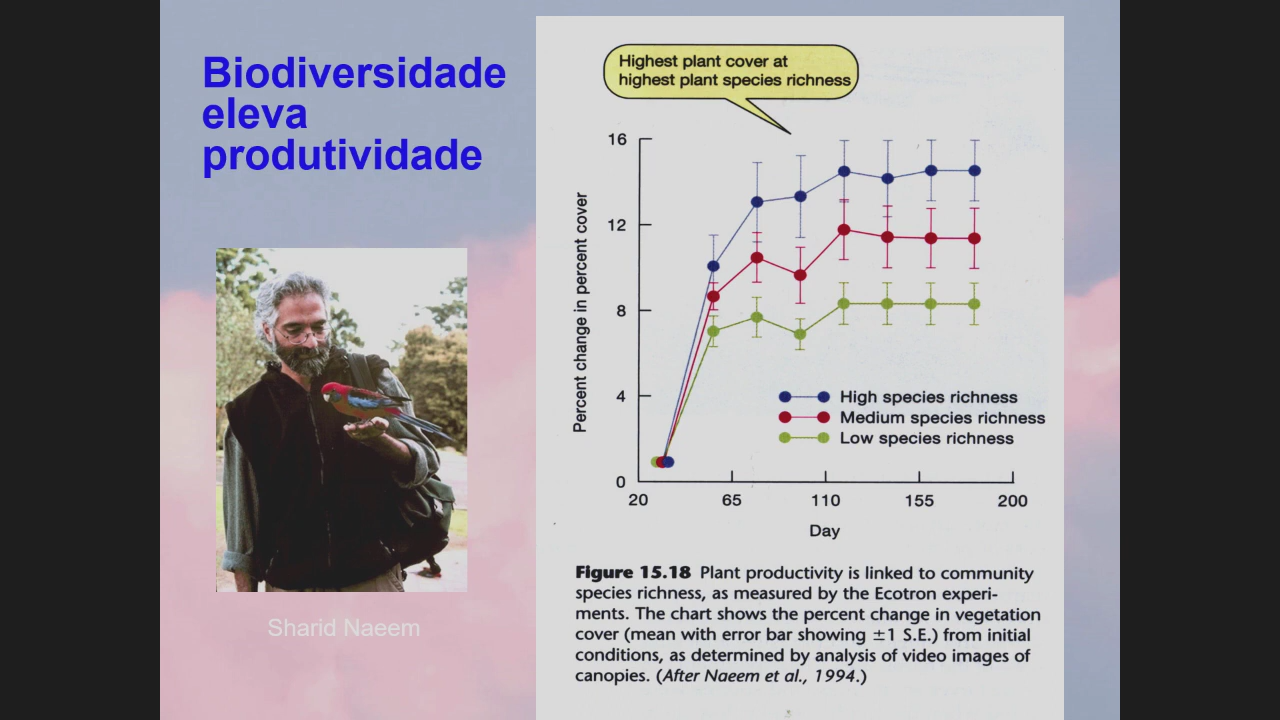 Biodiversidade
eleva
produtividade
Sharid Naeem
Highest plant cover at
highest plant species richness
Percent change in percent cover
16
12
8
4
0
20 65 110 155 200
Day
High species richness
Medium species richness
Low species richness
Figure 15.18 Plant productivity is linked to community
species richness, as measured by the Ecotron experi-
ments. The chart shows the percent change in vegetation
cover (mean with error bar showing ±1 S.E.) from initial
conditions, as determined by analysis of video images of
canopies. (After Naeem et al., 1994.)